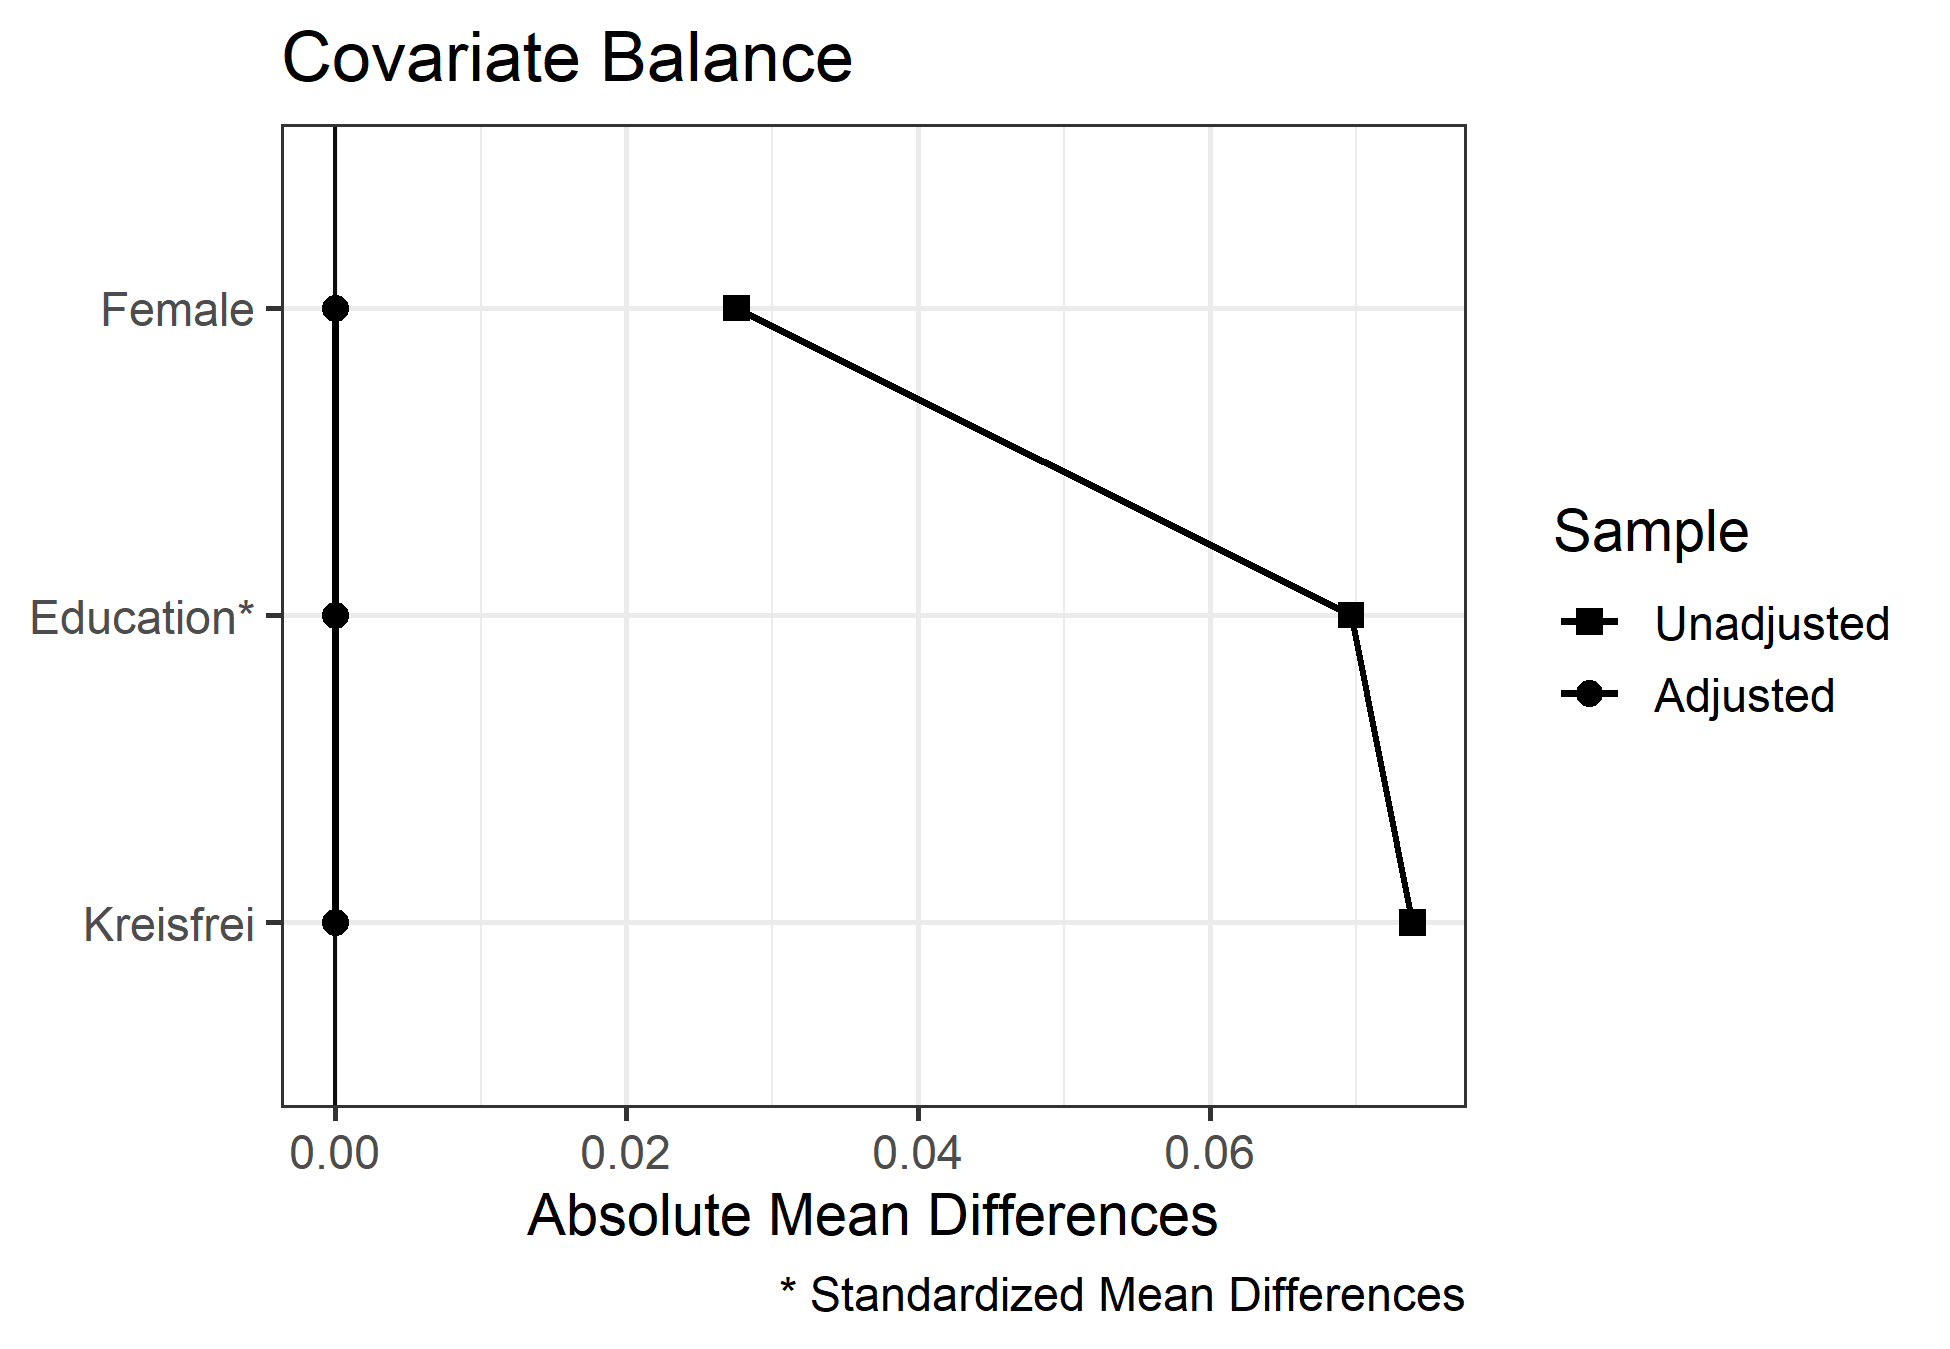 Covariate Balance
Female
Education*
Kreisfrei
0.00 0.02 0.04 0.06
Absolute Mean Differences
* Standardized Mean Differences
Sample
Unadjusted
Adjusted